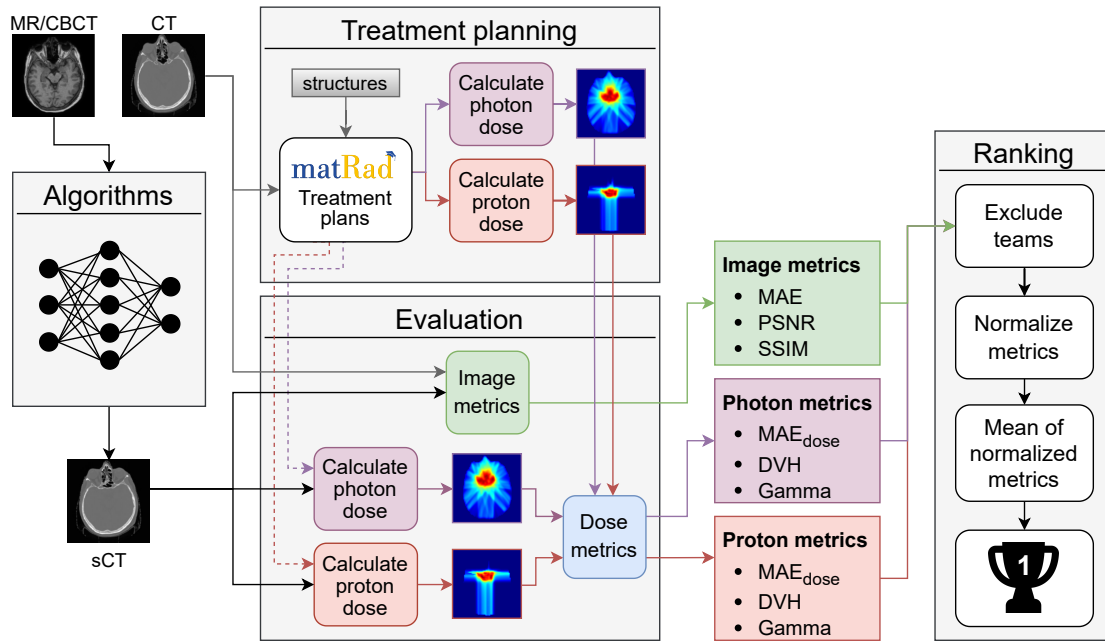 MR/CBCT
CT
Treatment planning
structures
matRad
Treatment
plans
Calculate
photon
dose
Calculate
proton
dose
Algorithms
sCT
Evaluation
Image
metrics
Calculate
photon
dose
Calculate
proton
dose
Dose
metrics
Image metrics
• MAE
• PSNR
• SSIM
Photon metrics
• MAEdose
• DVH
• Gamma
Proton metrics
• MAEdose
• DVH
• Gamma
Ranking
Exclude
teams
Normalize
metrics
Mean of
normalized
metrics
1